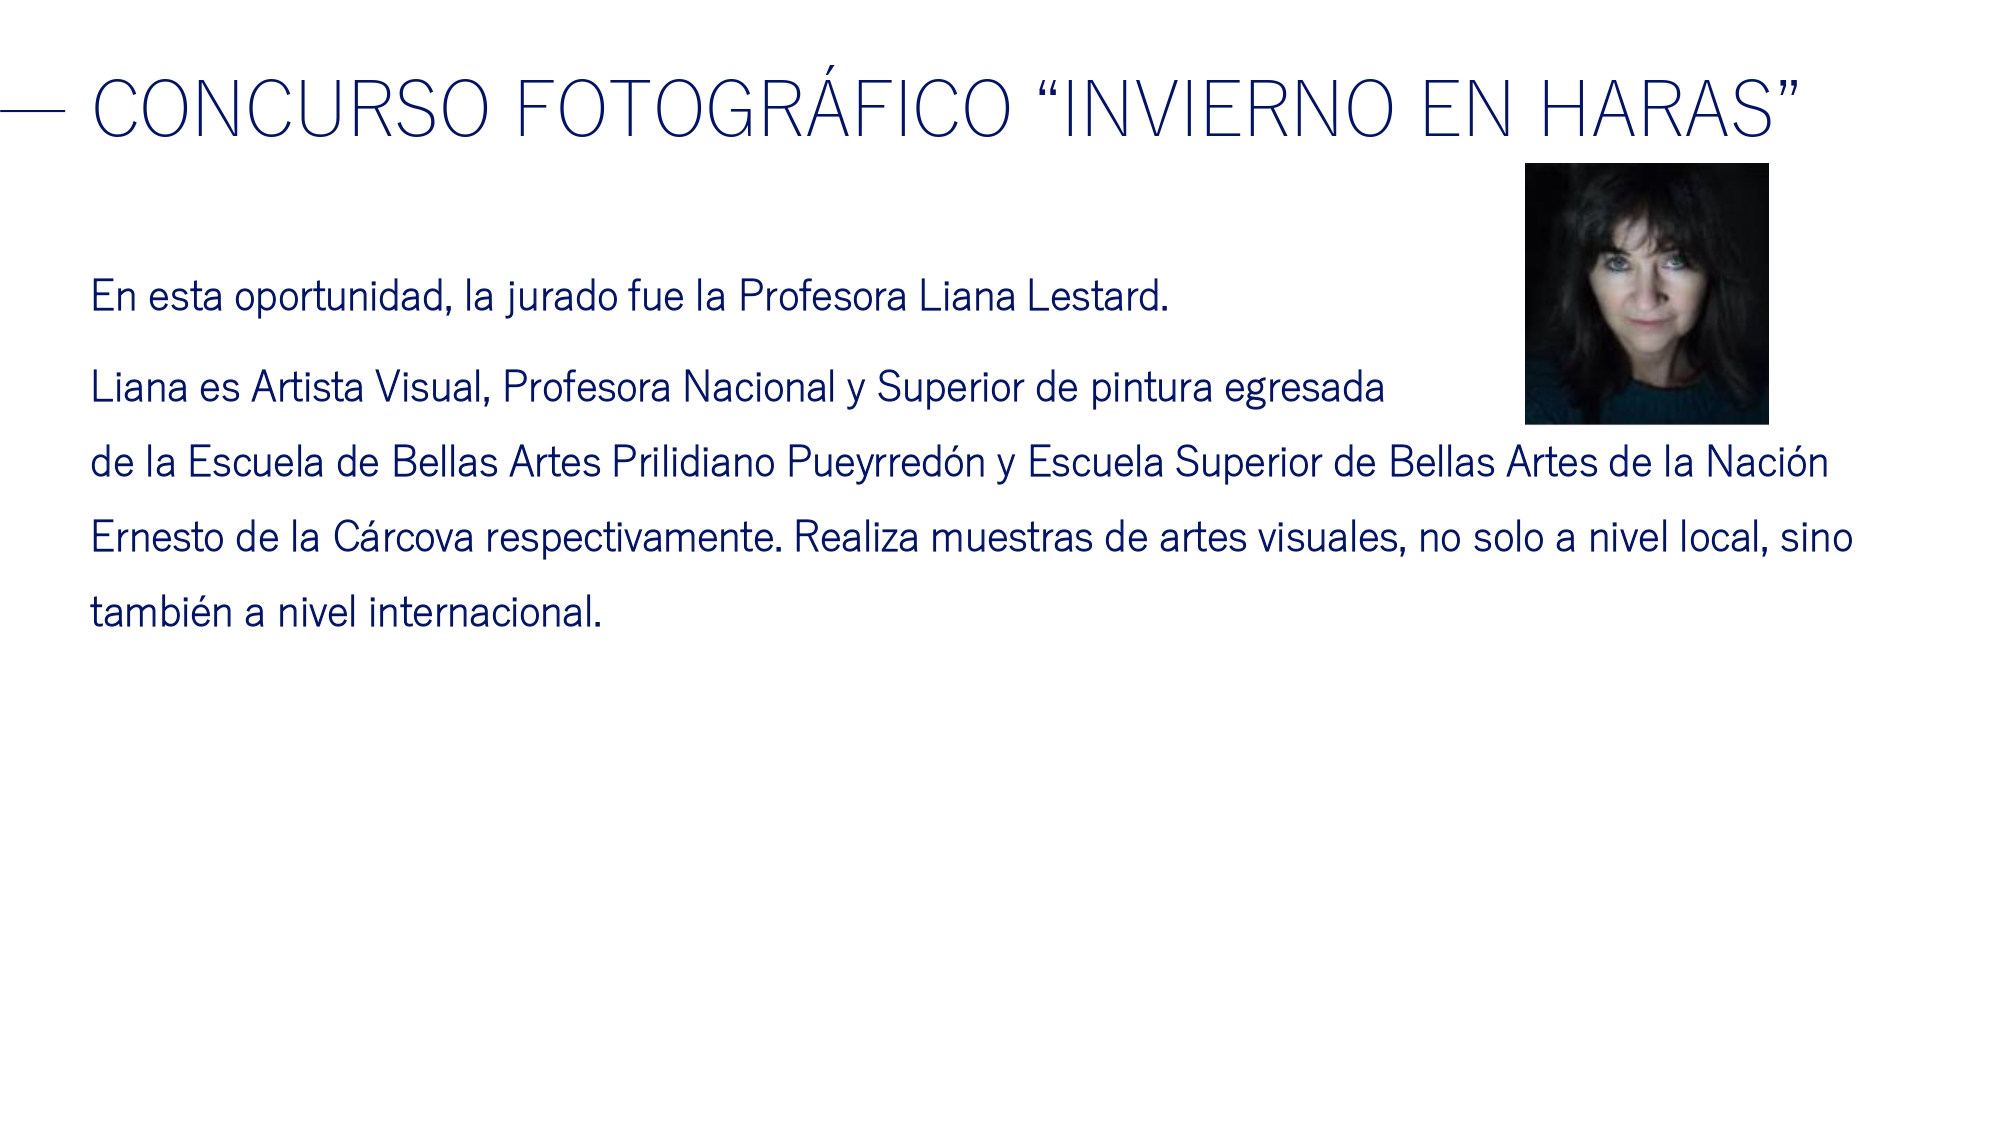 CONCURSO FOTOGRÁFICO “INVIERNO EN HARAS”
En esta oportunidad, la jurado fue la Profesora Liana Lestard.
Liana es Artista Visual, Profesora Nacional y Superior de pintura egresada
de la Escuela de Bellas Artes Prilidiano Pueyrredón y Escuela Superior de Bellas Artes de la Nación
Ernesto de la Cárcova respectivamente. Realiza muestras de artes visuales, no solo a nivel local, sino
también a nivel internacional.